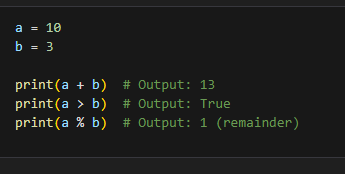 a = 10
b = 3
print(a + b)  # Output: 13
print(a > b)  # Output: True
print(a % b)  # Output: 1 (remainder)